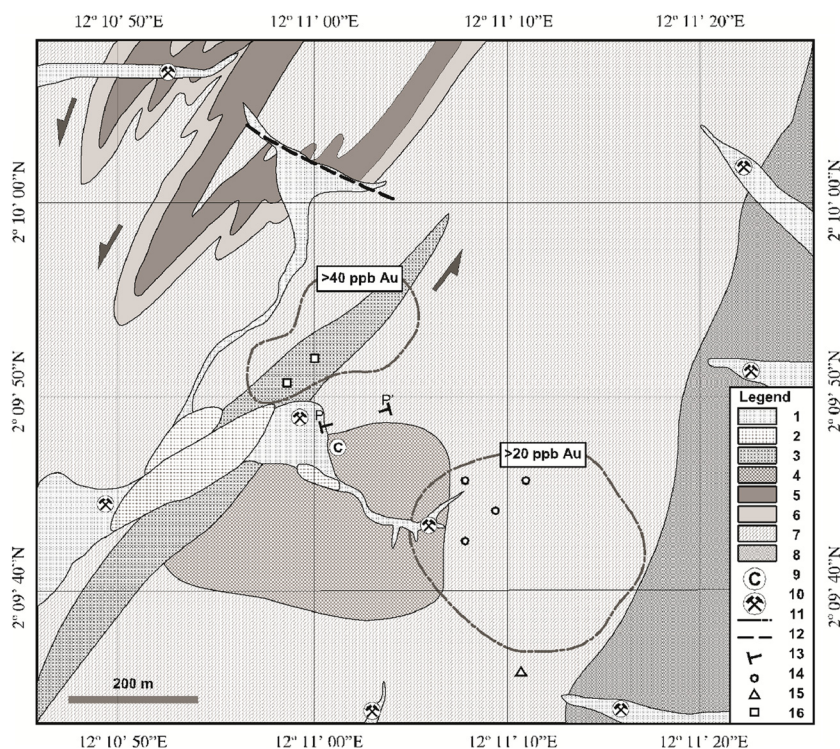 12° 10' 50"E 12° 11' 00"E 12° 11' 10"E 12° 11' 20"E
2° 10' 00"N
2° 10' 00"N
>40 ppb Au
2° 09' 50"N
2° 09' 50"N
P
P'
C
>20 ppb Au
2° 09' 40"N
2° 09' 40"N
200 m
Legend
1
2
3
4
5
6
7
8
C 9
10
11
12
13
14
15
16
12° 10' 50"E 12° 11' 00"E 12° 11' 10"E 12° 11' 20"E